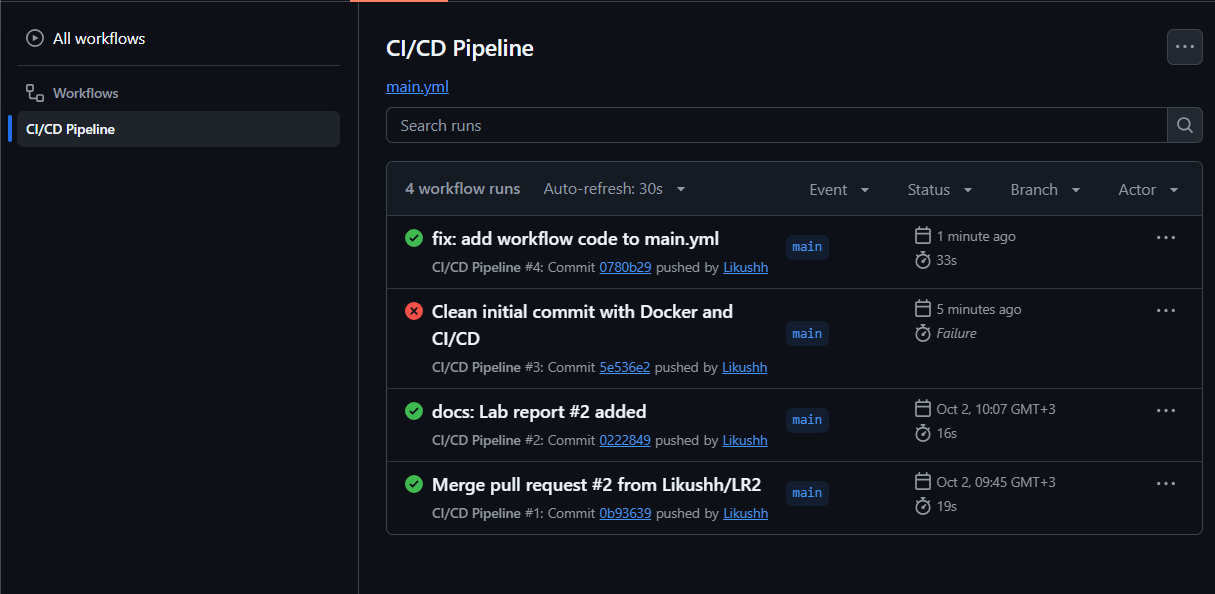 All workflows
Workflows
CI/CD Pipeline
CI/CD Pipeline
main.yml
Search runs
4 workflow runs Auto-refresh: 30s Event Status Branch Actor
fix: add workflow code to main.yml
CI/CD Pipeline #4: Commit 0780b29 pushed by Likushh
main
1 minute ago
33s
Clean initial commit with Docker and
CI/CD
CI/CD Pipeline #3: Commit 5e536e2 pushed by Likushh
main
5 minutes ago
Failure
docs: Lab report #2 added
CI/CD Pipeline #2: Commit 0222849 pushed by Likushh
main
Oct 2, 10:07 GMT+3
16s
Merge pull request #2 from Likushh/LR2
CI/CD Pipeline #1: Commit 0b93639 pushed by Likushh
main
Oct 2, 09:45 GMT+3
19s